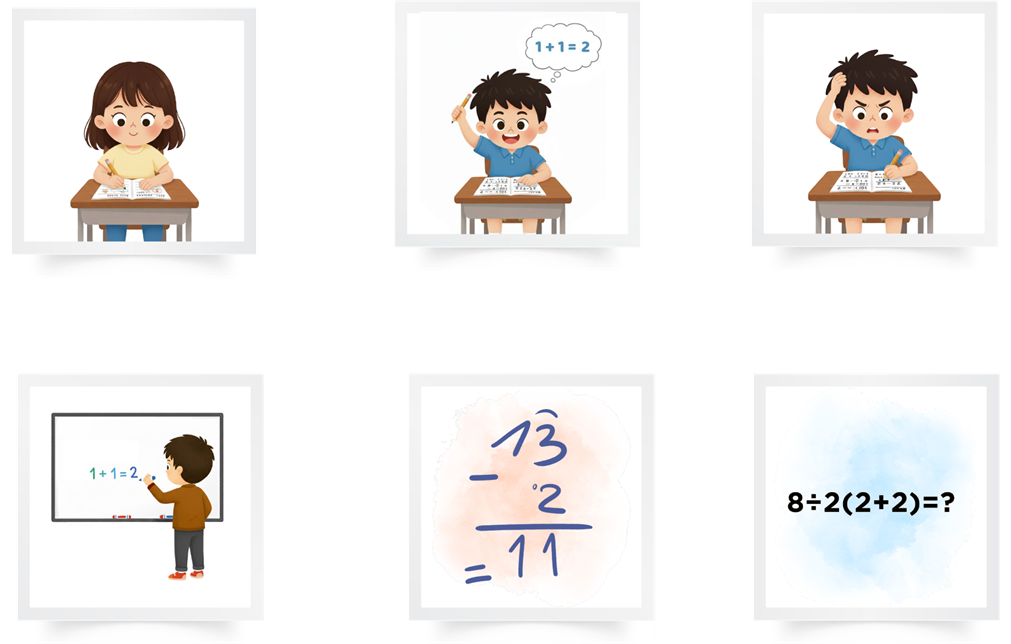 1 + 1 = 2
1 + 1 = 2
13
- 2
= 11
8÷2(2+2)=?